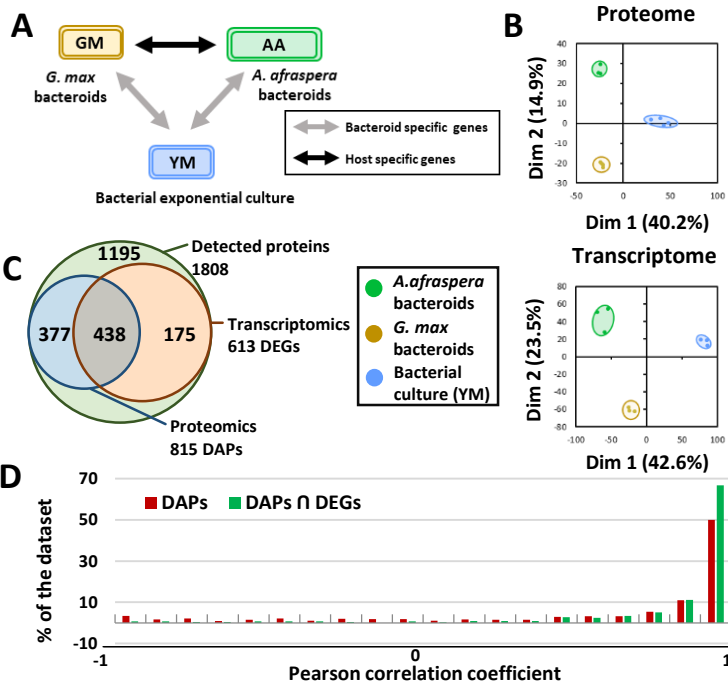 A
GM
AA
G. max
bacteroids
A. afraspera
bacteroids
YM
Bacterial exponential culture
Bacteroid specific genes
Host specific genes
B
Proteome
Dim 2 (14.9%)
40
30
20
10
0
-10
-20
-30
-50
0
50
100
Dim 1 (40.2%)
Transcriptome
Dim 2 (23.5%)
80
60
40
20
0
-20
-40
-60
-80
-100
-50
0
50
100
Dim 1 (42.6%)
C
1195
Detected proteins
1808
377
438
175
Transcriptomics
613 DEGs
Proteomics
815 DAPs
A.afraspera
bacteroids
G. max
bacteroids
Bacterial
culture (YM)
D
% of the dataset
70
50
30
10
-10
DAPs
DAPs ∩ DEGs
-1
0
1
Pearson correlation coefficient